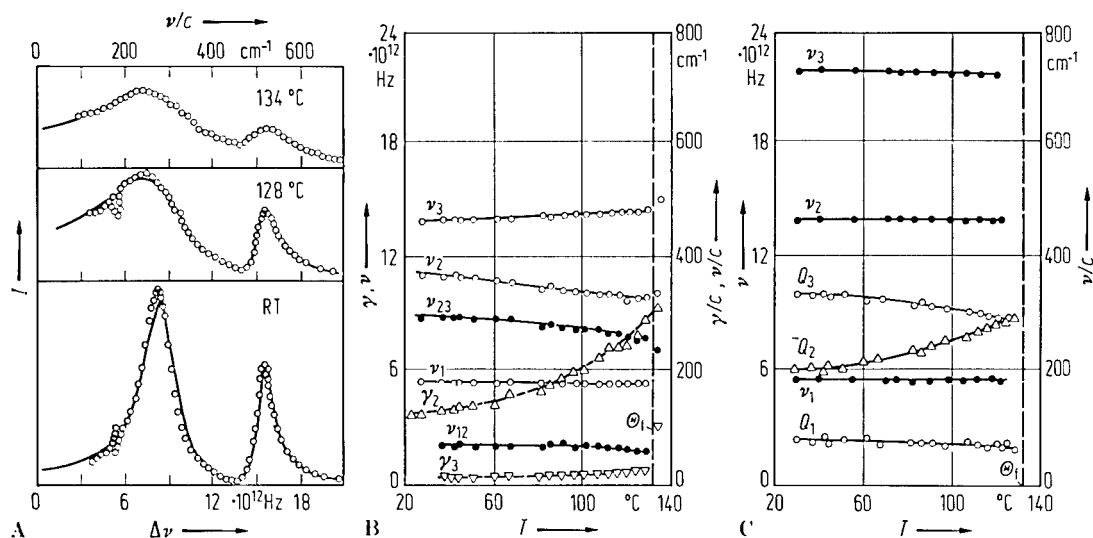 ν/c
0 200 400 cm⁻¹ 600
134 °C
128 °C
RT
I
0 6 12 ·10¹²Hz 18
Δν
A
24
·10¹²
Hz
18
12
6
0
γ, ν
800
cm⁻¹
600
400
200
0
γ/c, ν/c
ν₃
ν₂
ν₂₃
ν₁
γ₂
ν₁₂
γ₃
Θf
20 60 100 °C 140
T
B
24
·10¹²
Hz
18
12
6
0
ν
800
cm⁻¹
600
400
200
0
ν/c
ν₃
ν₂
Q₃
Q₂
ν₁
Q₁
Θf
20 60 100 °C 140
T
C